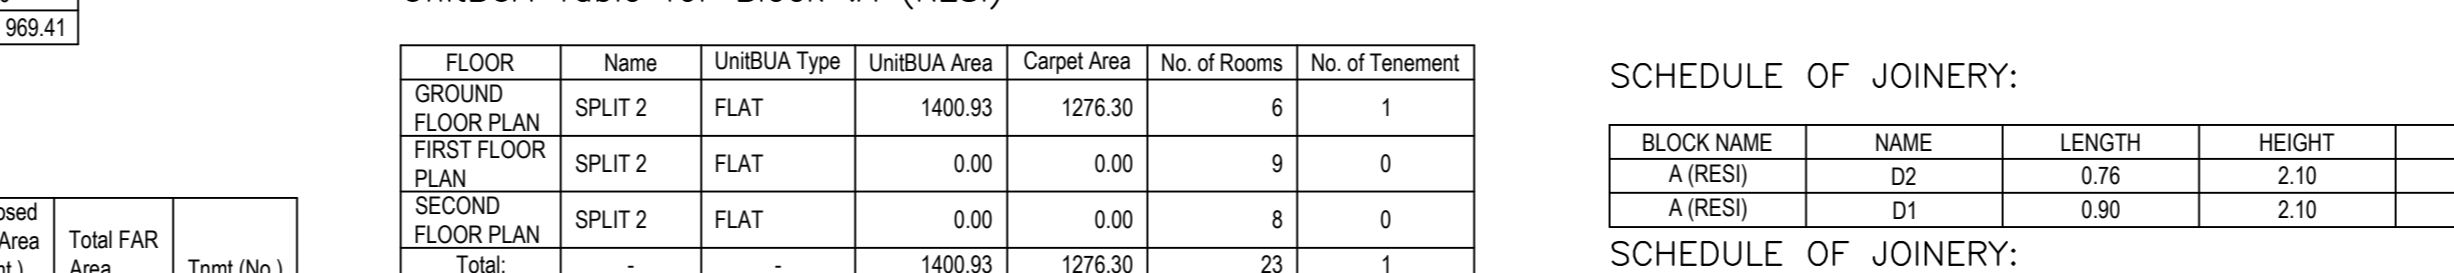 969.41
FLOOR Name UnitBUA Type UnitBUA Area Carpet Area No. of Rooms No. of Tenement
GROUND
FLOOR PLAN SPLIT 2 FLAT 1400.93 1276.30 6 1
FIRST FLOOR
PLAN SPLIT 2 FLAT 0.00 0.00 9 0
SECOND
FLOOR PLAN SPLIT 2 FLAT 0.00 0.00 8 0
Total: - - 1400.93 1276.30 23 1
Area
Total FAR
Area
Tnmt (No.)
SCHEDULE OF JOINERY:
BLOCK NAME NAME LENGTH HEIGHT
A (RESI) D2 0.76 2.10
A (RESI) D1 0.90 2.10
SCHEDULE OF JOINERY: